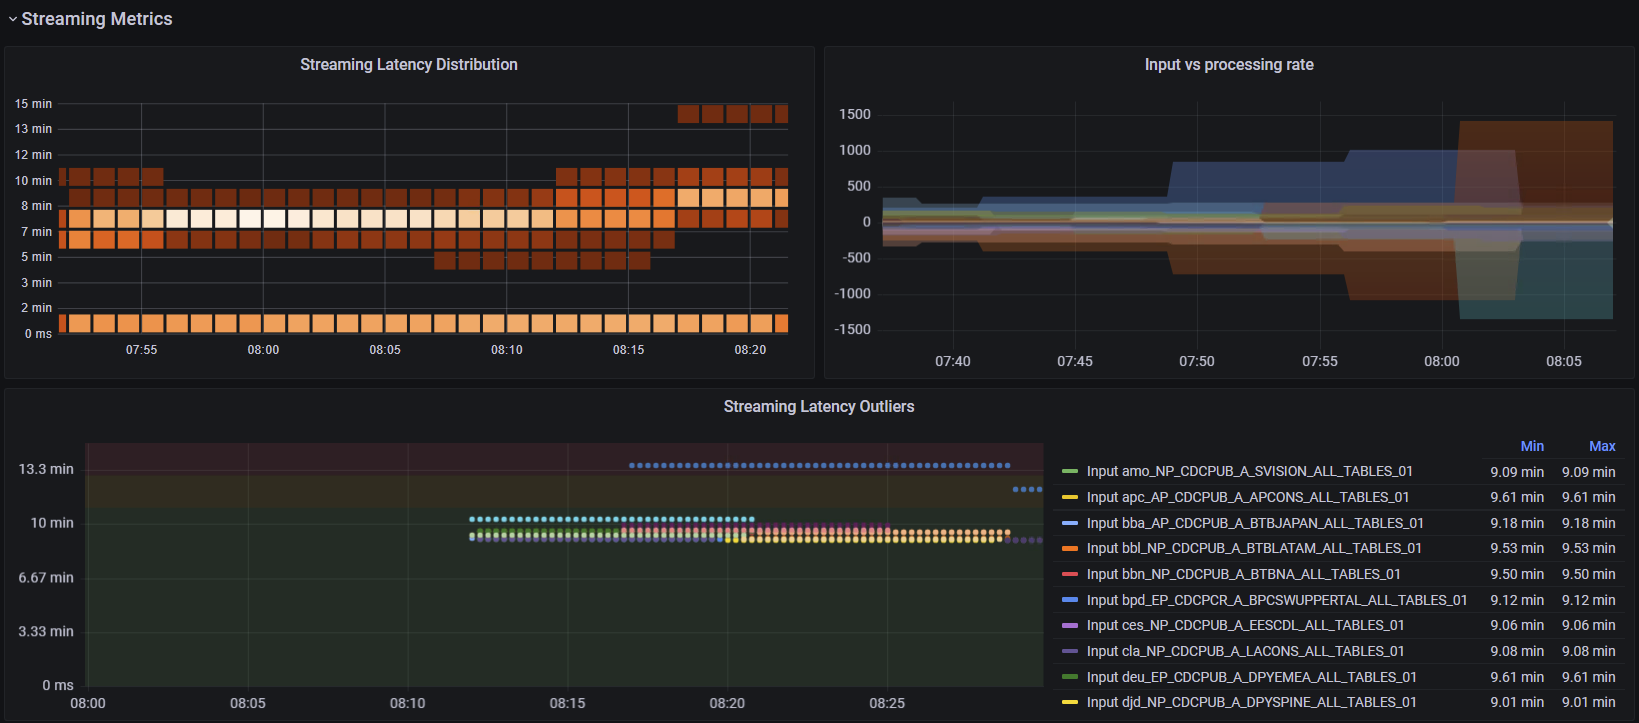 Streaming Metrics
Streaming Latency Distribution
15 min
13 min
12 min
10 min
8 min
7 min
5 min
3 min
2 min
0 ms
07:55 08:00 08:05 08:10 08:15 08:20
Input vs processing rate
1500
1000
500
0
-500
-1000
-1500
07:40 07:45 07:50 07:55 08:00 08:05
Streaming Latency Outliers
13.3 min
10 min
6.67 min
3.33 min
0 ms
08:00 08:05 08:10 08:15 08:20 08:25
Min Max
Input amo_NP_CDCPUB_A_SVISION_ALL_TABLES_01 9.09 min 9.09 min
Input apc_AP_CDCPUB_A_APCONS_ALL_TABLES_01 9.61 min 9.61 min
Input bba_AP_CDCPUB_A_BTBJAPAN_ALL_TABLES_01 9.18 min 9.18 min
Input bbl_NP_CDCPUB_A_BTBLATAM_ALL_TABLES_01 9.53 min 9.53 min
Input bbn_NP_CDCPUB_A_BTBNA_ALL_TABLES_01 9.50 min 9.50 min
Input bpd_EP_CDCPCR_A_BPCSWUPPERTAL_ALL_TABLES_01 9.12 min 9.12 min
Input ces_NP_CDCPUB_A_EESCDL_ALL_TABLES_01 9.06 min 9.06 min
Input cla_NP_CDCPUB_A_LACONS_ALL_TABLES_01 9.08 min 9.08 min
Input deu_EP_CDCPUB_A_DPYEMEA_ALL_TABLES_01 9.61 min 9.61 min
Input djd_NP_CDCPUB_A_DPYSPINE_ALL_TABLES_01 9.01 min 9.01 min